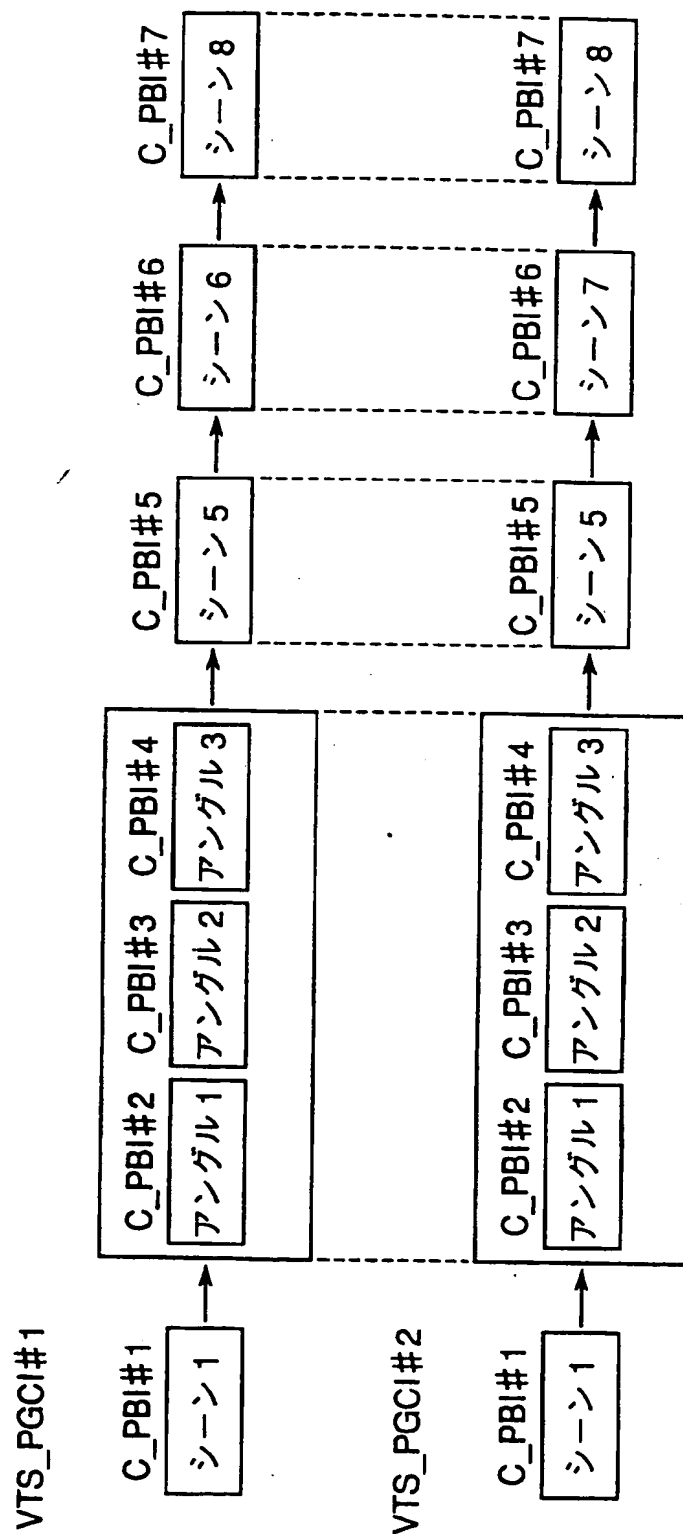 VTS_PGCI#1
C_PBI#1
シーン1
C_PBI#2
アングル1
C_PBI#3
アングル2
C_PBI#4
アングル3
C_PBI#5
シーン5
C_PBI#6
シーン6
C_PBI#7
シーン8
VTS_PGCI#2
C_PBI#1
シーン1
C_PBI#2
アングル1
C_PBI#3
アングル2
C_PBI#4
アングル3
C_PBI#5
シーン5
C_PBI#6
シーン7
C_PBI#7
シーン8